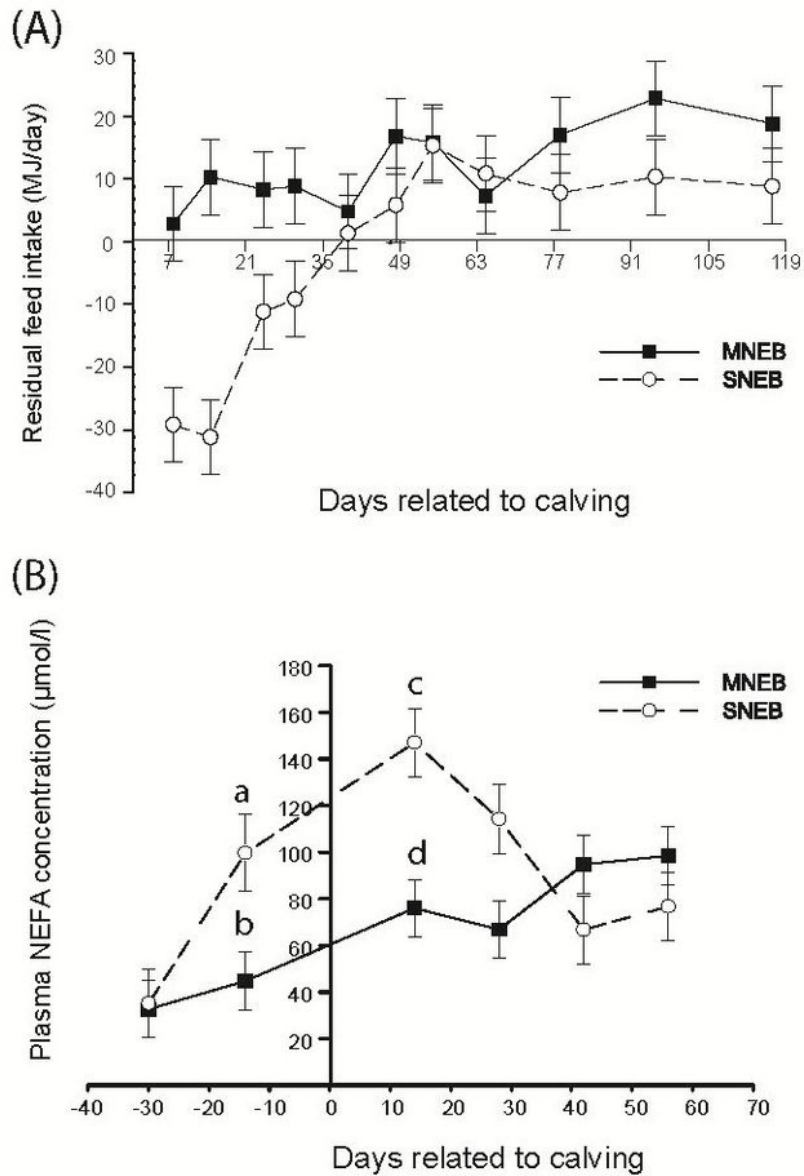 (A)
Residual feed intake (MJ/day)
30
20
10
0
-10
-20
-30
-40
7 21 35 49 63 77 91 105 119
MNEB
SNEB
Days related to calving
(B)
Plasma NEFA concentration (µmol/l)
180
160
140
120
100
80
60
40
20
c
a
d
b
MNEB
SNEB
-40 -30 -20 -10 0 10 20 30 40 50 60 70
Days related to calving